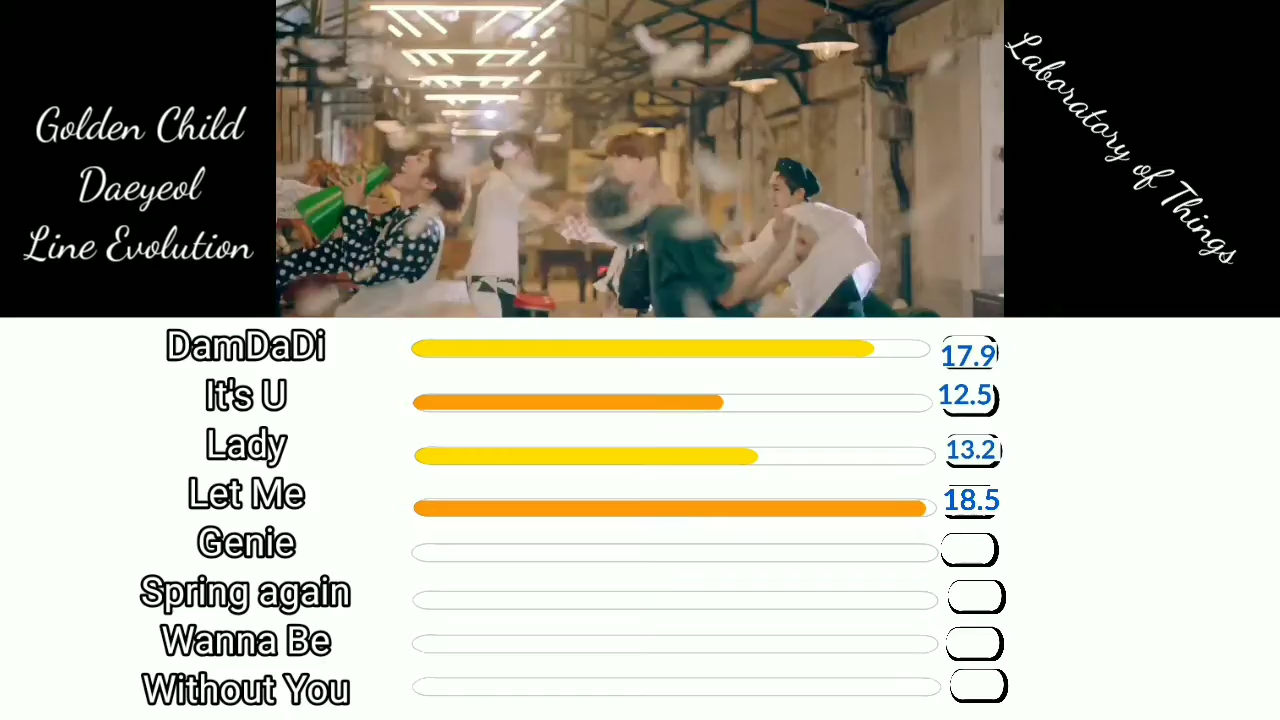 Golden Child
Daeyeol
Line Evolution
Laboratory of Things
DamDaDi 17.9
It's U 12.5
Lady 13.2
Let Me 18.5
Genie
Spring again
Wanna Be
Without You